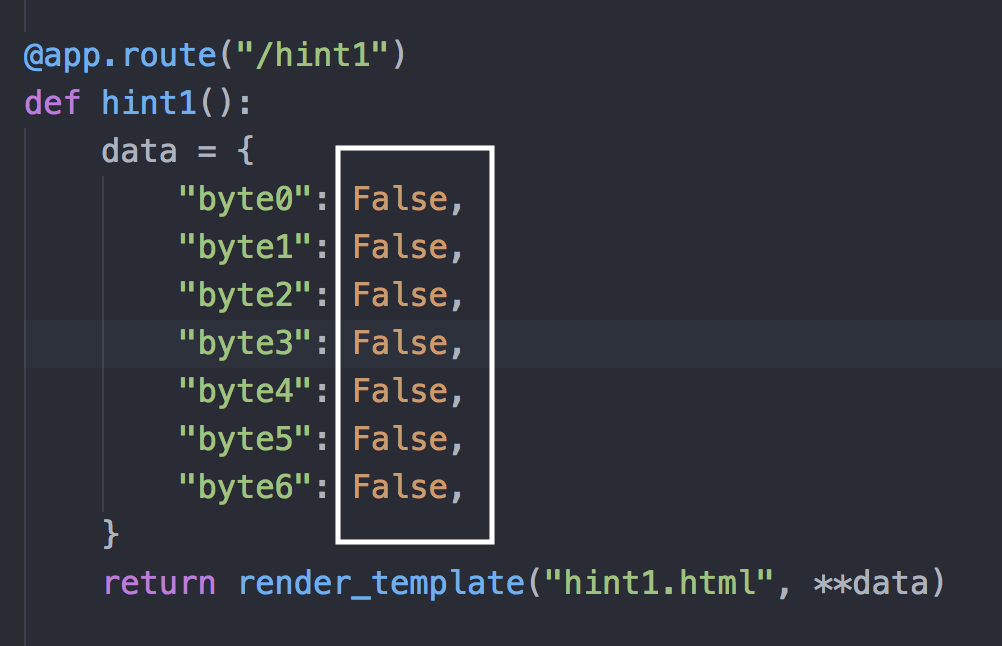 @app.route("/hint1")
def hint1():
    data = {
        "byte0": False,
        "byte1": False,
        "byte2": False,
        "byte3": False,
        "byte4": False,
        "byte5": False,
        "byte6": False,
    }
    return render_template("hint1.html", **data)